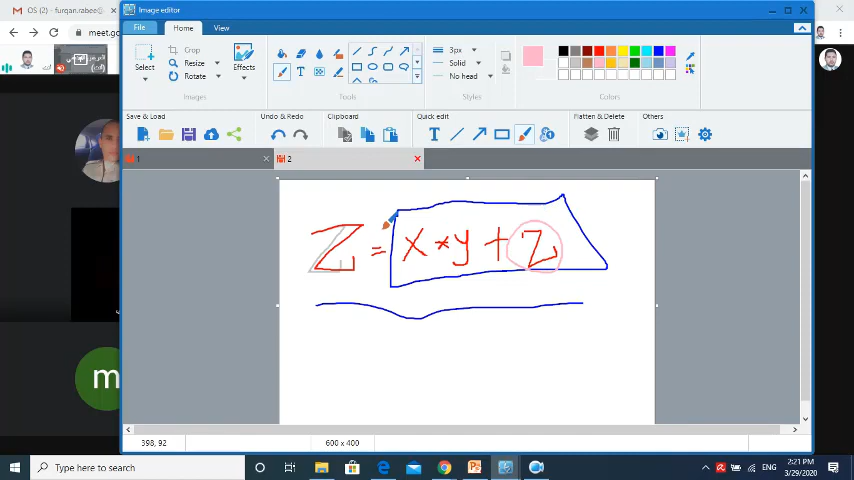 OS (2) - furqan.rabee@
Image editor
meet.go
File
Home
View
Select
Crop
Resize
Rotate
Effects
3px
Solid
No head
Images
Tools
Styles
Colors
Save & Load
Undo & Redo
Clipboard
Quick edit
Flatten & Delete
Others
T
1
2
Z = x * y + Z
m
398, 92
600 x 400
Type here to search
ENG
2:21 PM
3/29/2020